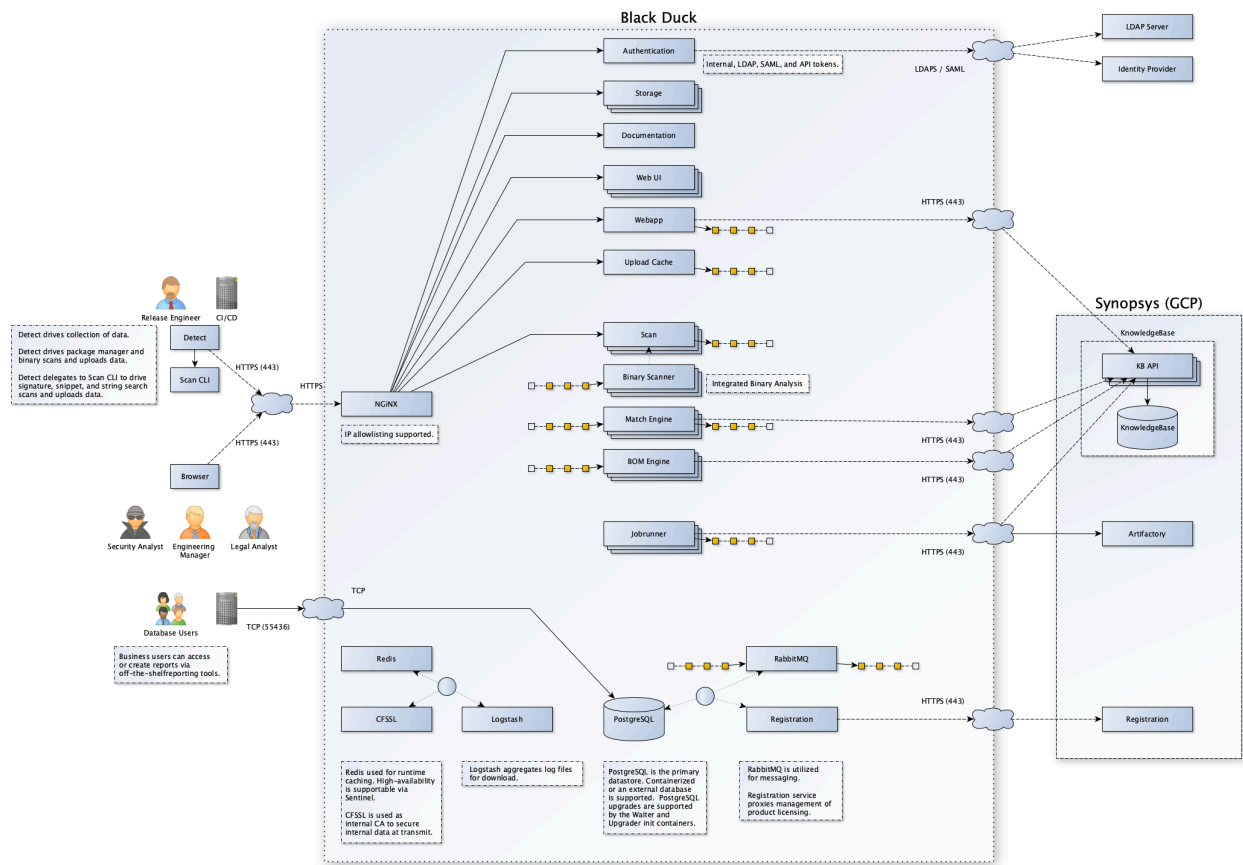 Black Duck
LDAP Server
Authentication
Internal, LDAP, SAML, and API tokens.
LDAPS / SAML
Identity Provider
Storage
Documentation
Web UI
Webapp
HTTPS (443)
Upload Cache
Release Engineer
CI/CD
Synopsys (GCP)
Detect drives collection of data.
Detect drives package manager and
binary scans and uploads data.
Detect delegates to Scan CLI to drive
signature, snippet, and string search
scans and uploads data.
Detect
Scan CLI
HTTPS (443)
HTTPS
NGiNX
IP allowlisting supported.
HTTPS (443)
Browser
Scan
Binary Scanner
Integrated Binary Analysis
Match Engine
HTTPS (443)
BOM Engine
HTTPS (443)
KnowledgeBase
KB API
KnowledgeBase
Security Analyst
Engineering
Manager
Legal Analyst
Jobrunner
HTTPS (443)
Artifactory
Database Users
TCP (55436)
TCP
Business users can access
or create reports via
off-the-shelfreporting tools.
Redis
CFSSL
Logstash
PostgreSQL
RabbitMQ
Registration
HTTPS (443)
Registration
Redis used for runtime
caching. High-availability
is supportable via
Sentinel.
CFSSL is used as
internal CA to secure
internal data at transmit.
Logstash aggregates log files
for download.
PostgreSQL is the primary
datastore. Containerized
or an external database
is supported. PostgreSQL
upgrades are supported
by the Waiter and
Upgrader init containers.
RabbitMQ is utilized
for messaging.
Registration service
proxies management of
product licensing.